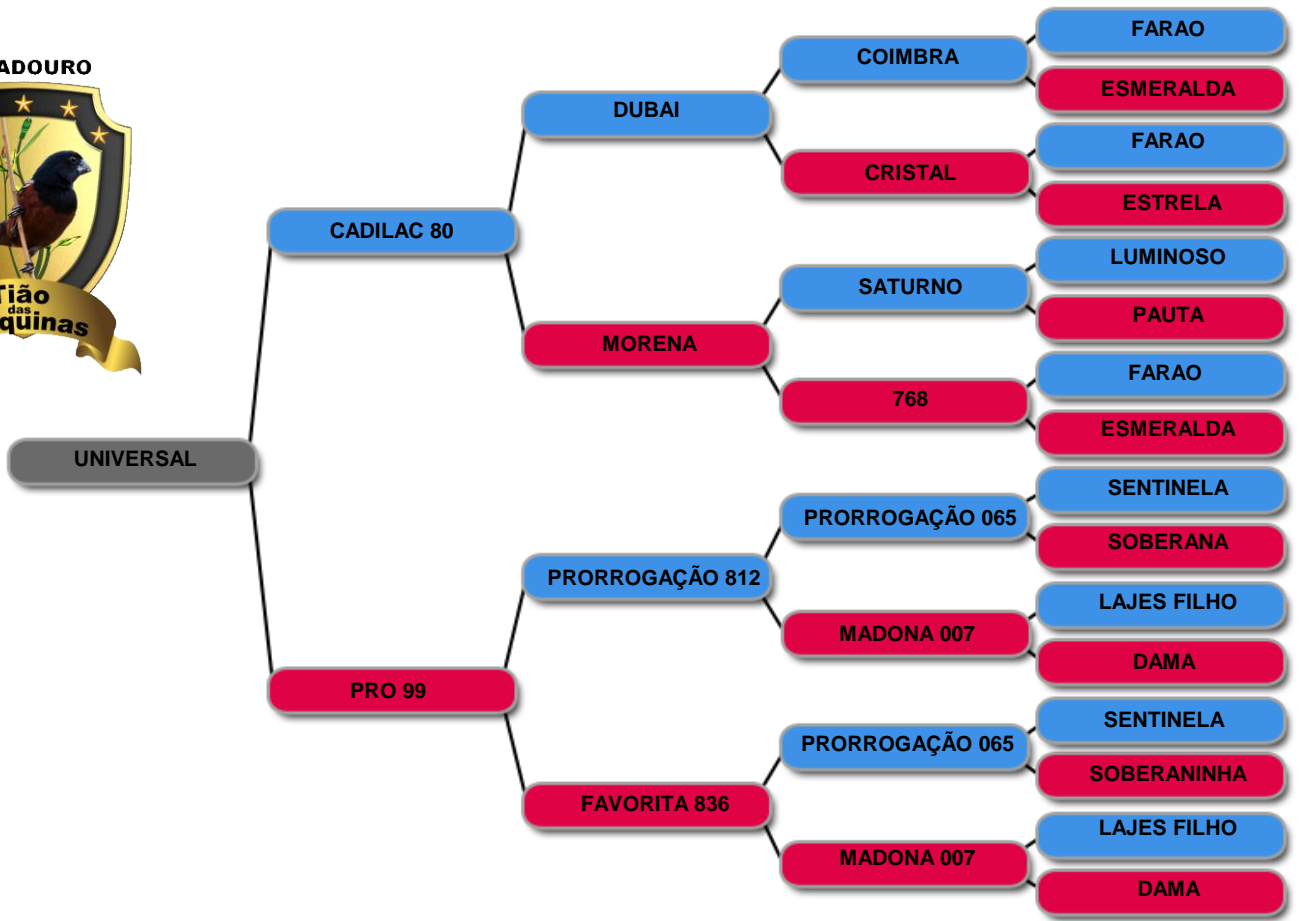 ADOURO
Tião
das
quinas
UNIVERSAL
CADILAC 80
PRO 99
DUBAI
MORENA
PRORROGAÇÃO 812
FAVORITA 836
COIMBRA
CRISTAL
SATURNO
768
PRORROGAÇÃO 065
MADONA 007
PRORROGAÇÃO 065
MADONA 007
FARAO
ESMERALDA
FARAO
ESTRELA
LUMINOSO
PAUTA
FARAO
ESMERALDA
SENTINELA
SOBERANA
LAJES FILHO
DAMA
SENTINELA
SOBERANINHA
LAJES FILHO
DAMA